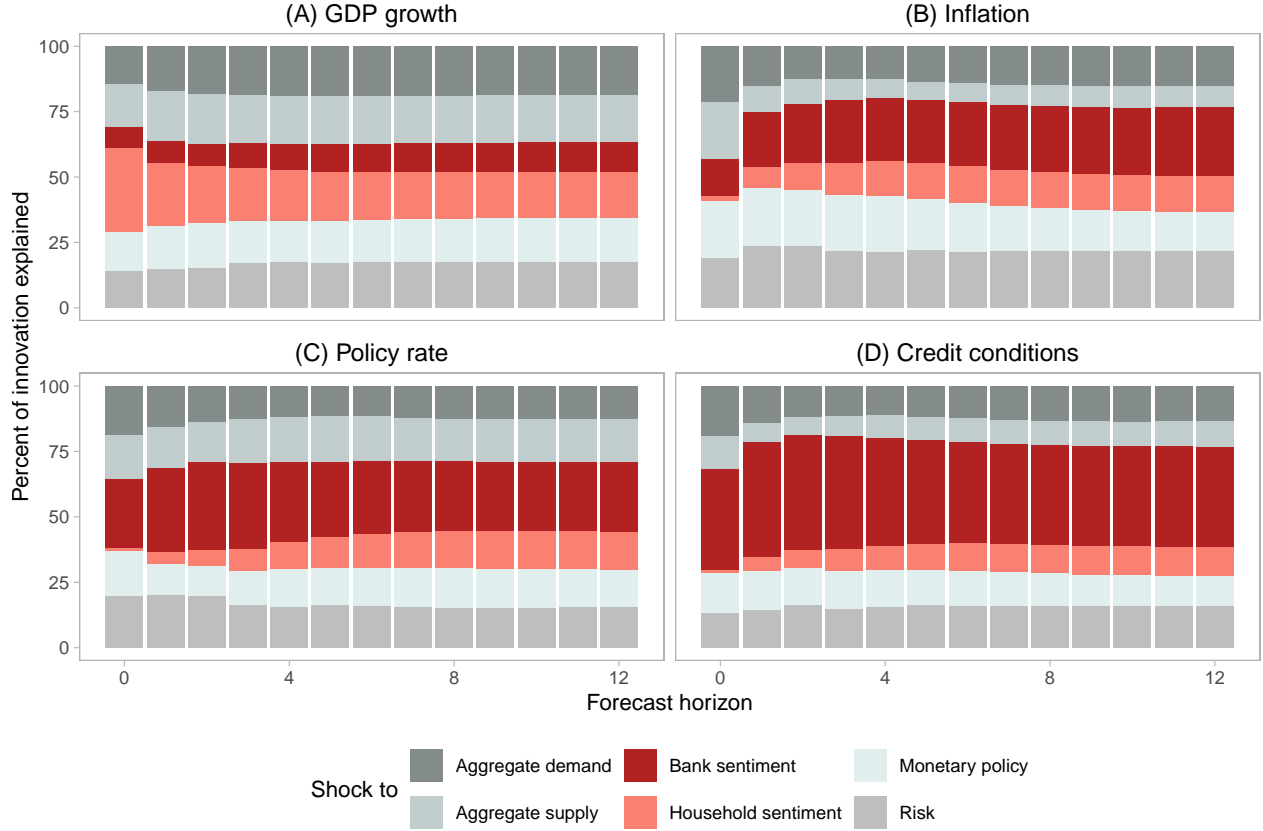 (A) GDP growth
(B) Inflation
100
75
50
25
0
(C) Policy rate
(D) Credit conditions
100
75
50
25
0
Percent of innovation explained
0 4 8 12
0 4 8 12
Forecast horizon
Shock to
Aggregate demand
Bank sentiment
Monetary policy
Aggregate supply
Household sentiment
Risk